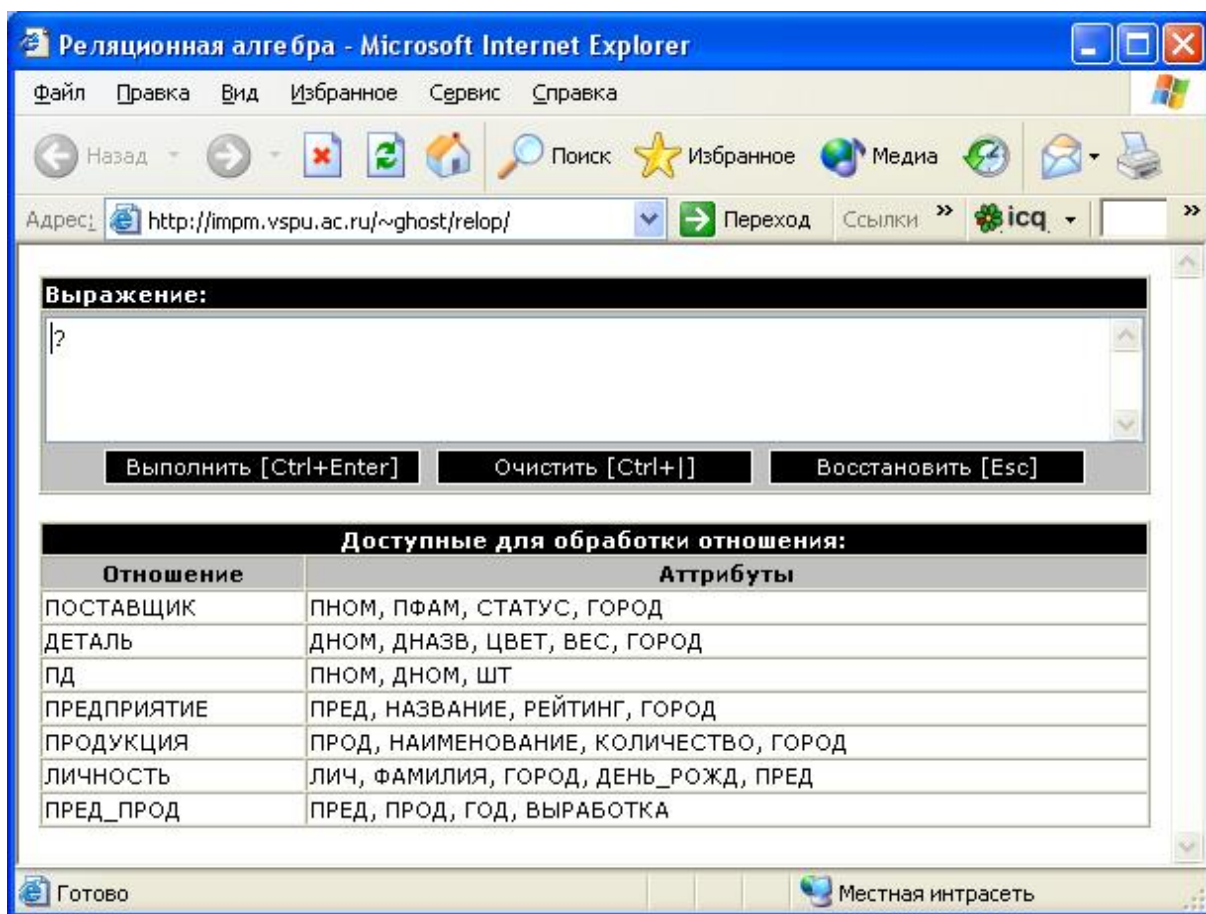 Реляционная алгебра - Microsoft Internet Explorer
Файл Правка Вид Избранное Сервис Справка
Назад Поиск Избранное Медиа
Адрес: http://impm.vspu.ac.ru/~ghost/relop/ Переход Ссылки » icq »
Выражение:
?
Выполнить [Ctrl+Enter] Очистить [Ctrl+|] Восстановить [Esc]
Доступные для обработки отношения:
Отношение Аттрибуты
ПОСТАВЩИК ПНОМ, ПФАМ, СТАТУС, ГОРОД
ДЕТАЛЬ ДНОМ, ДНАЗВ, ЦВЕТ, ВЕС, ГОРОД
ПД ПНОМ, ДНОМ, ШТ
ПРЕДПРИЯТИЕ ПРЕД, НАЗВАНИЕ, РЕЙТИНГ, ГОРОД
ПРОДУКЦИЯ ПРОД, НАИМЕНОВАНИЕ, КОЛИЧЕСТВО, ГОРОД
ЛИЧНОСТЬ ЛИЧ, ФАМИЛИЯ, ГОРОД, ДЕНЬ_РОЖД, ПРЕД
ПРЕД_ПРОД ПРЕД, ПРОД, ГОД, ВЫРАБОТКА
Готово Местная интрасеть